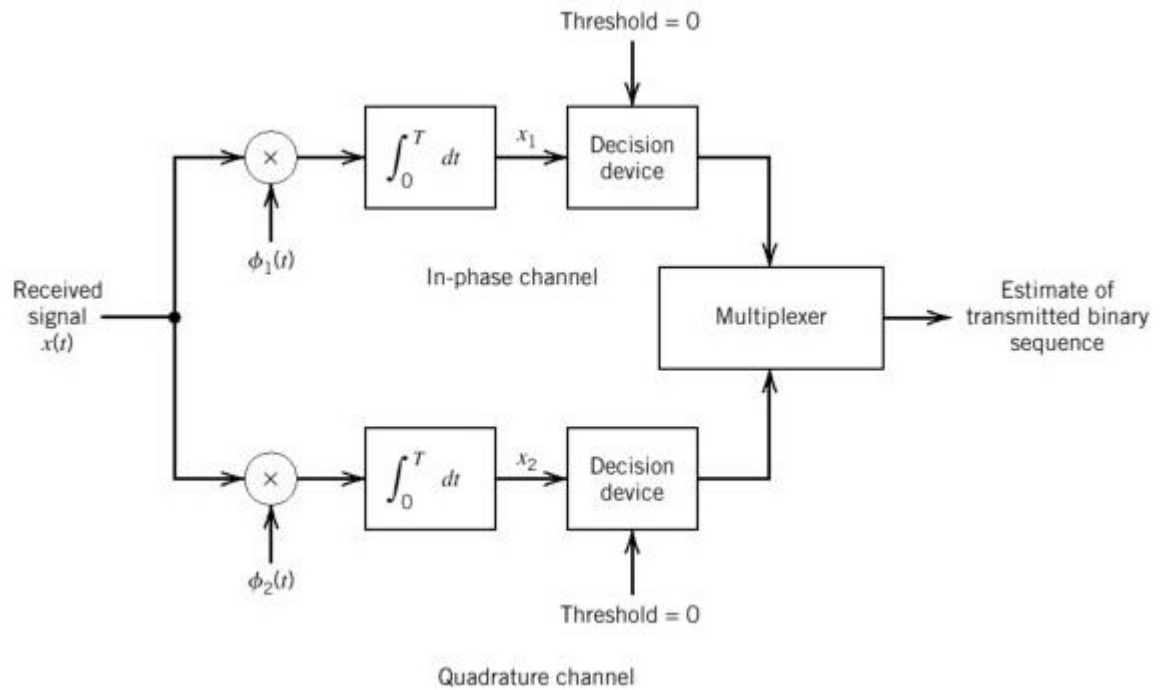 Threshold = 0
×
∫₀ᵀ dt
x₁
Decision
device
ϕ₁(t)
In-phase channel
Received
signal
x(t)
Multiplexer
Estimate of
transmitted binary
sequence
×
∫₀ᵀ dt
x₂
Decision
device
ϕ₂(t)
Threshold = 0
Quadrature channel